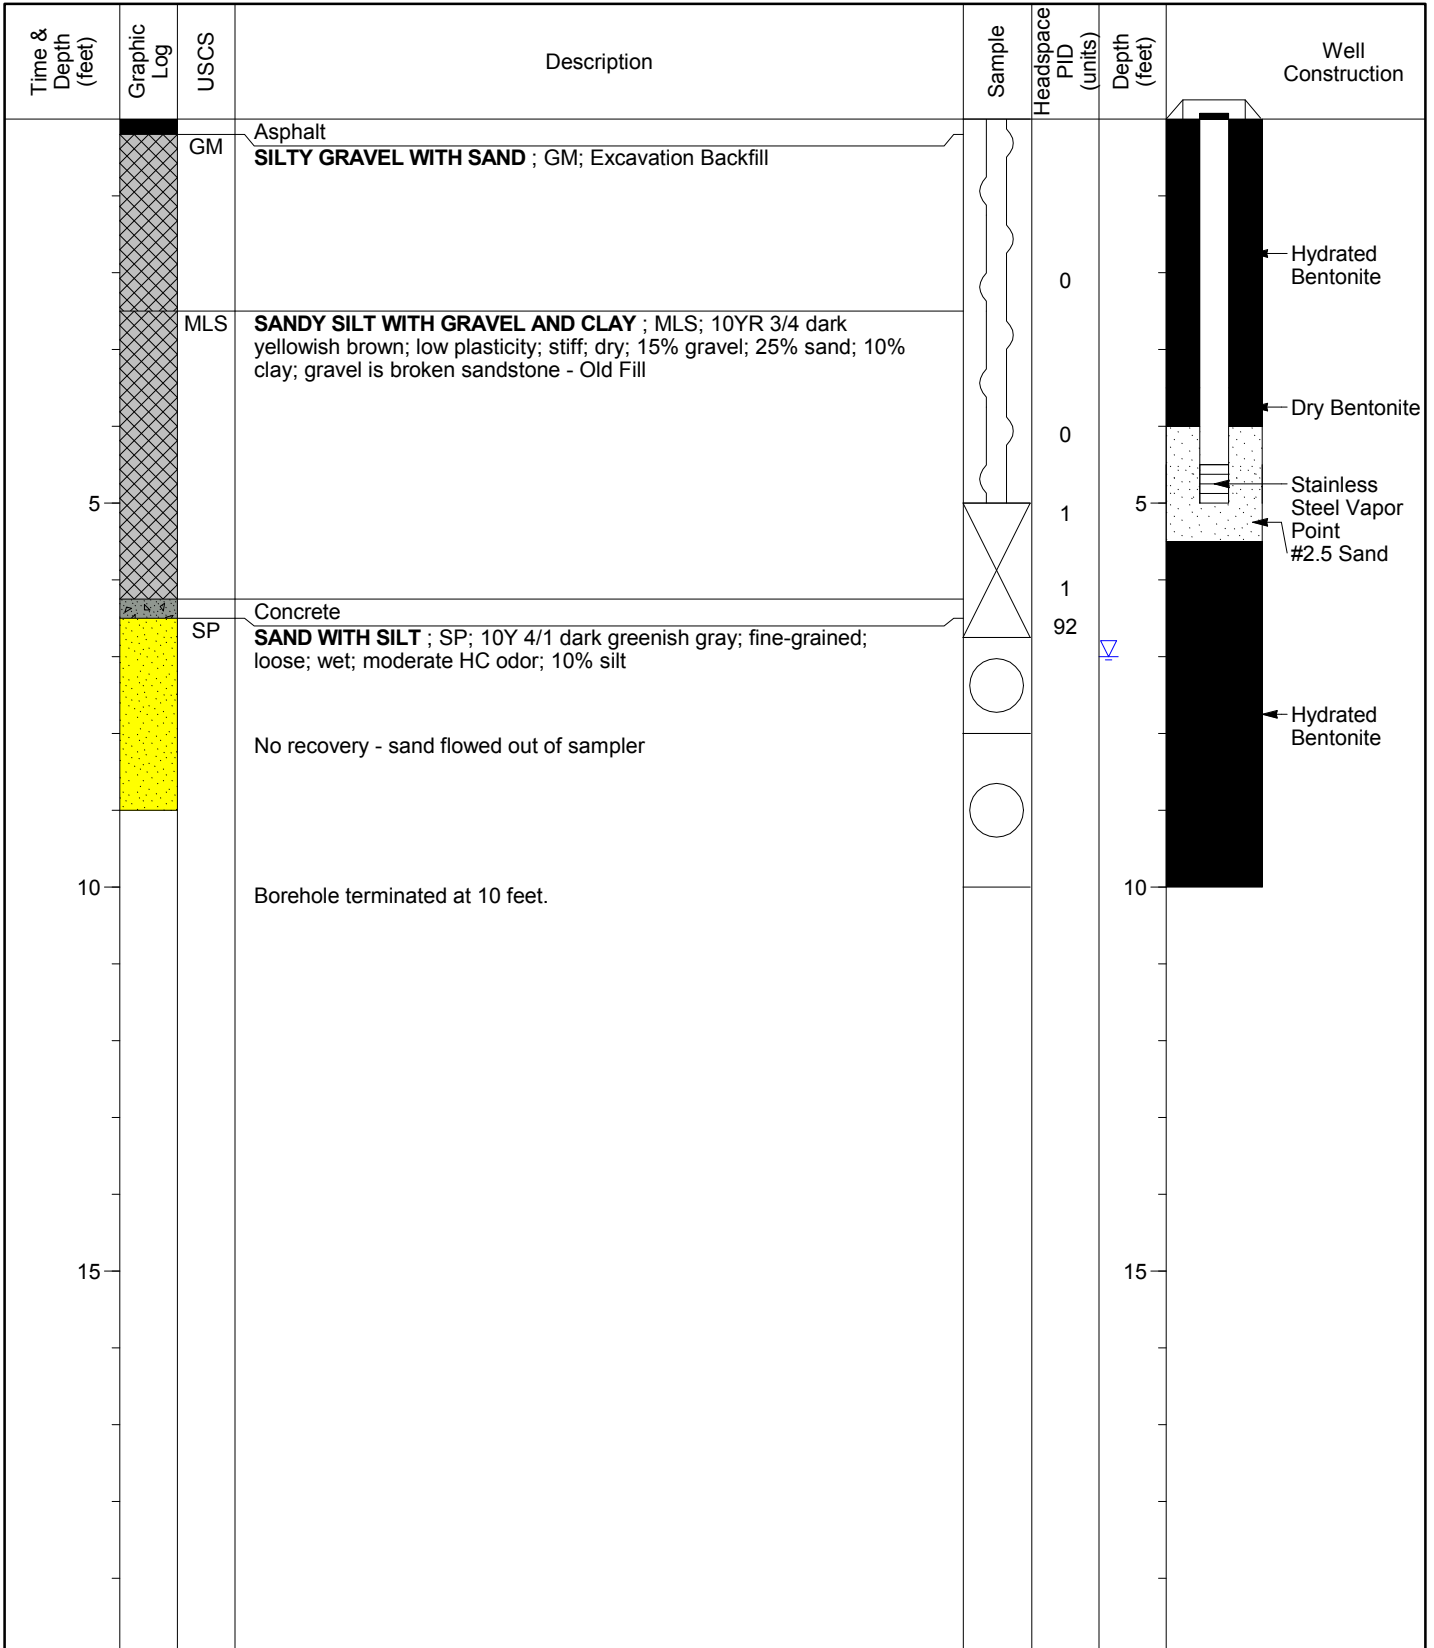 Time &
Depth
(feet)
Graphic
Log
USCS
Description
Sample
Headspace
PID
(units)
Depth
(feet)
Well
Construction
Asphalt
GM
SILTY GRAVEL WITH SAND ; GM; Excavation Backfill
Hydrated
Bentonite
0
MLS
SANDY SILT WITH GRAVEL AND CLAY ; MLS; 10YR 3/4 dark
yellowish brown; low plasticity; stiff; dry; 15% gravel; 25% sand; 10%
clay; gravel is broken sandstone - Old Fill
Dry Bentonite
0
5
1
5
Stainless
Steel Vapor
Point
#2.5 Sand
1
Concrete
SP
92
SAND WITH SILT ; SP; 10Y 4/1 dark greenish gray; fine-grained;
loose; wet; moderate HC odor; 10% silt
Hydrated
Bentonite
No recovery - sand flowed out of sampler
10
Borehole terminated at 10 feet.
10
15
15